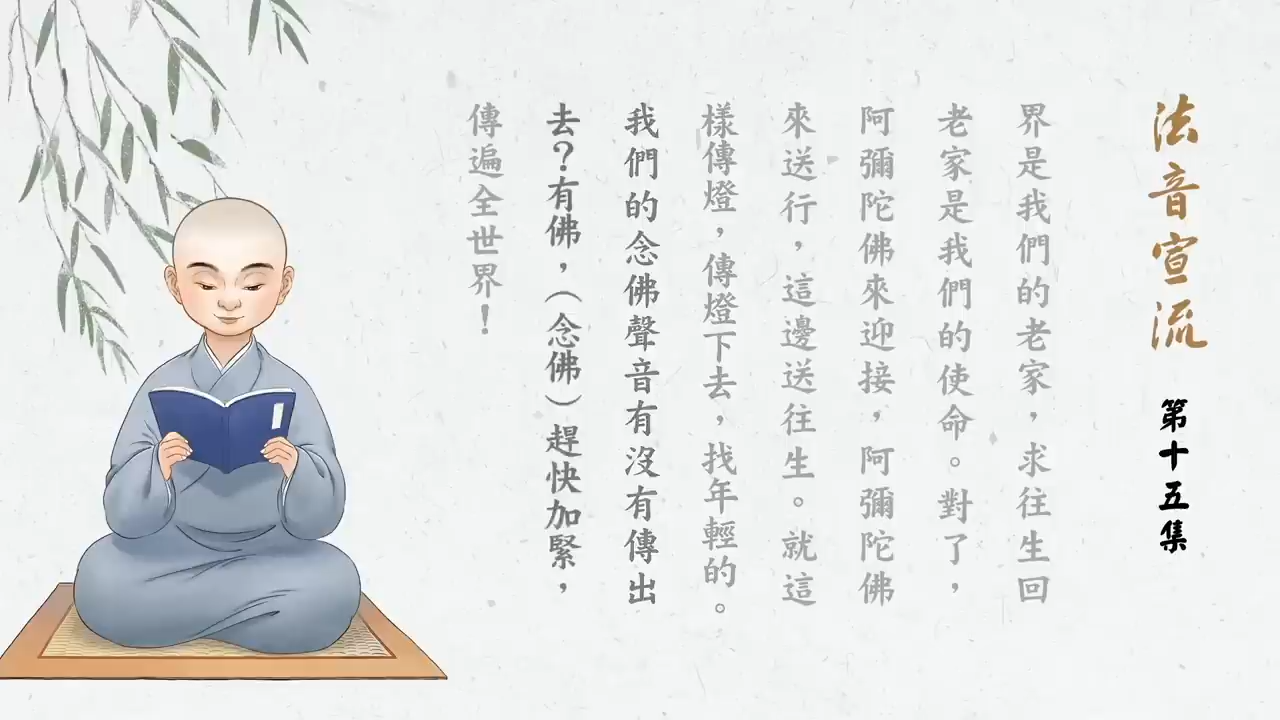 法音宣流
第十五集
界是我們的老家，求往生回
老家是我們的使命。對了，
阿彌陀佛來迎接，阿彌陀佛
來送行，這邊送往生。就這
樣傳燈，傳燈下去，找年輕的。
我們的念佛聲音有沒有傳出
去？有佛，（念佛）趕快加緊，
傳遍全世界！